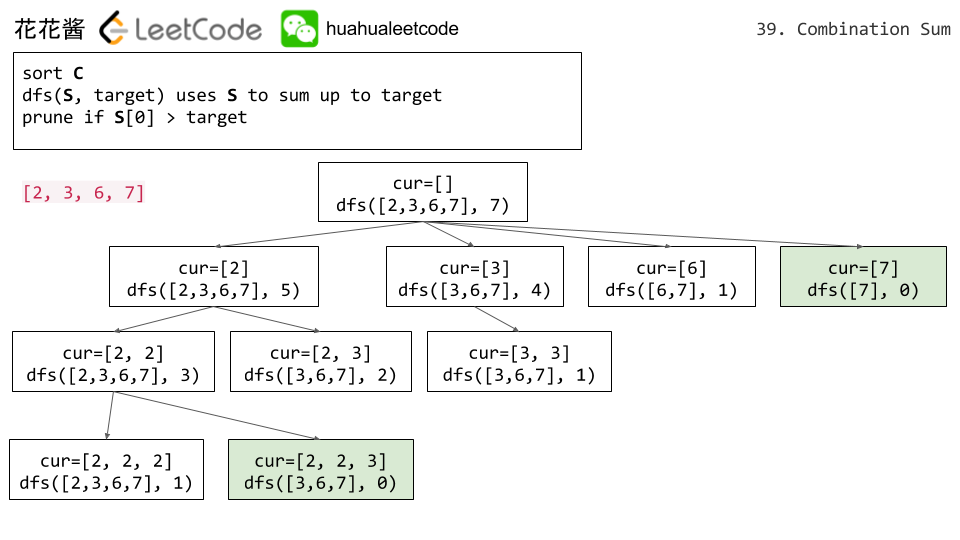 花花酱 LeetCode huahualeetcode 39. Combination Sum
sort C
dfs(S, target) uses S to sum up to target
prune if S[0] > target
[2, 3, 6, 7]
cur=[]
dfs([2,3,6,7], 7)
cur=[2]
dfs([2,3,6,7], 5)
cur=[3]
dfs([3,6,7], 4)
cur=[6]
dfs([6,7], 1)
cur=[7]
dfs([7], 0)
cur=[2, 2]
dfs([2,3,6,7], 3)
cur=[2, 3]
dfs([3,6,7], 2)
cur=[3, 3]
dfs([3,6,7], 1)
cur=[2, 2, 2]
dfs([2,3,6,7], 1)
cur=[2, 2, 3]
dfs([3,6,7], 0)